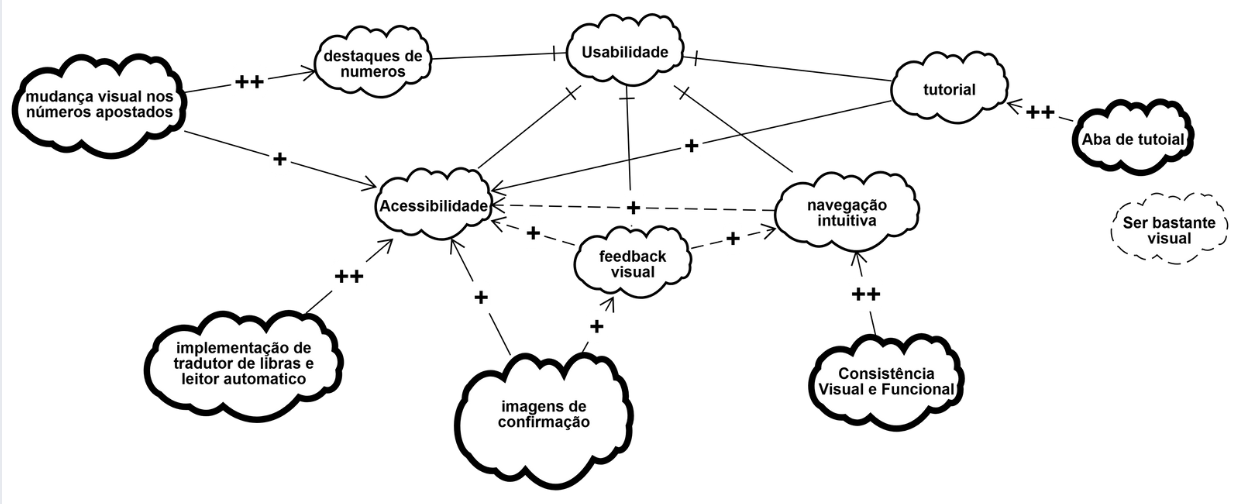 Usabilidade
destaques de
numeros
++
mudança visual nos
números apostados
tutorial
++
Aba de tutoial
+
+
Acessibilidade
+
navegação
intuitiva
Ser bastante
visual
+
+
feedback
visual
++
+
++
+
implementação de
tradutor de libras e
leitor automatico
Consistência
Visual e Funcional
imagens de
confirmação